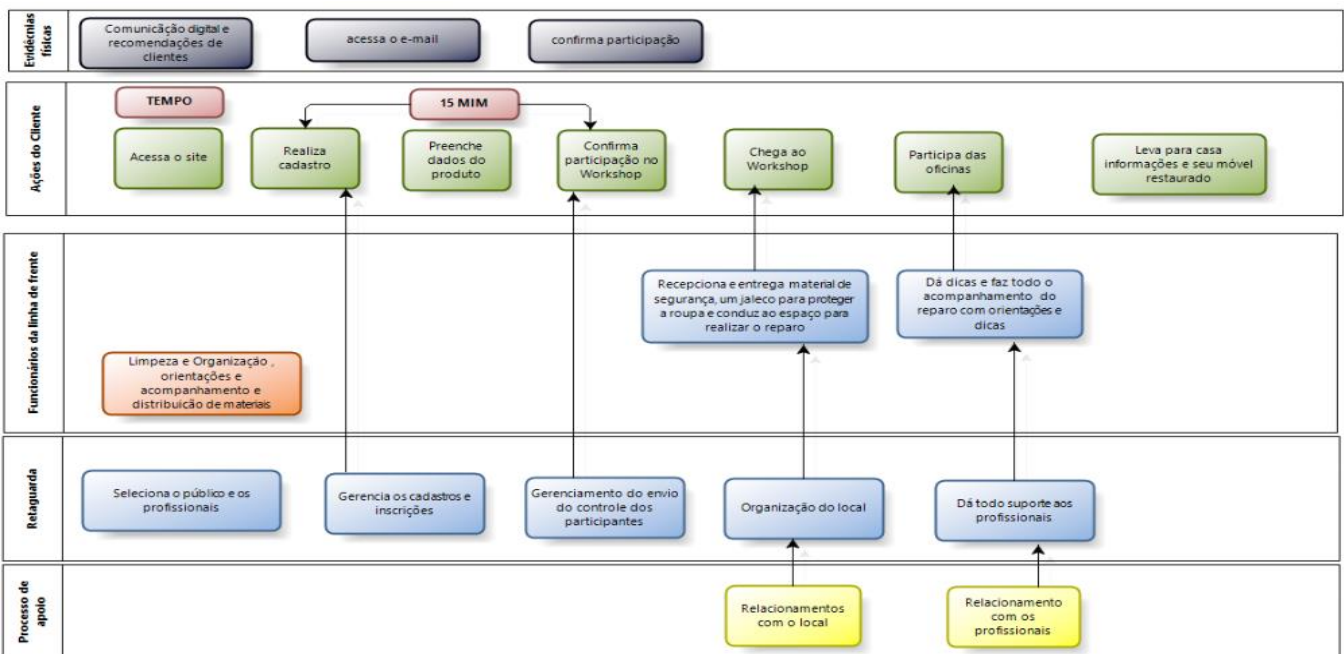 Evidêcnias
físicas
Comunicãção digital e
recomendações de
clientes
acessa o e-mail
confirma participação
Ações do Cliente
TEMPO
15 MIM
Acessa o site
Realiza
cadastro
Preenche
dados do
produto
Confirma
participação no
Workshop
Chega ao
Workshop
Participa das
oficinas
Leva para casa
informações e seu móvel
restaurado
Funcionários da linha de frente
Recepciona e entrega material de
segurança, um jaleco para proteger
a roupa e conduz ao espaço para
realizar o reparo
Dá dicas e faz todo o
acompanhamento do
reparo com orientações e
dicas
Limpeza e Organização ,
orientações e
acompanhamento e
distribuicão de materiais
Retaguarda
Seleciona o público e os
profissionais
Gerencia os cadastros e
inscrições
Gerenciamento do envio
do controle dos
participantes
Organização do local
Dá todo suporte aos
profissionais
Processo de
apoio
Relacionamentos
com o local
Relacionamento
com os
profissionais